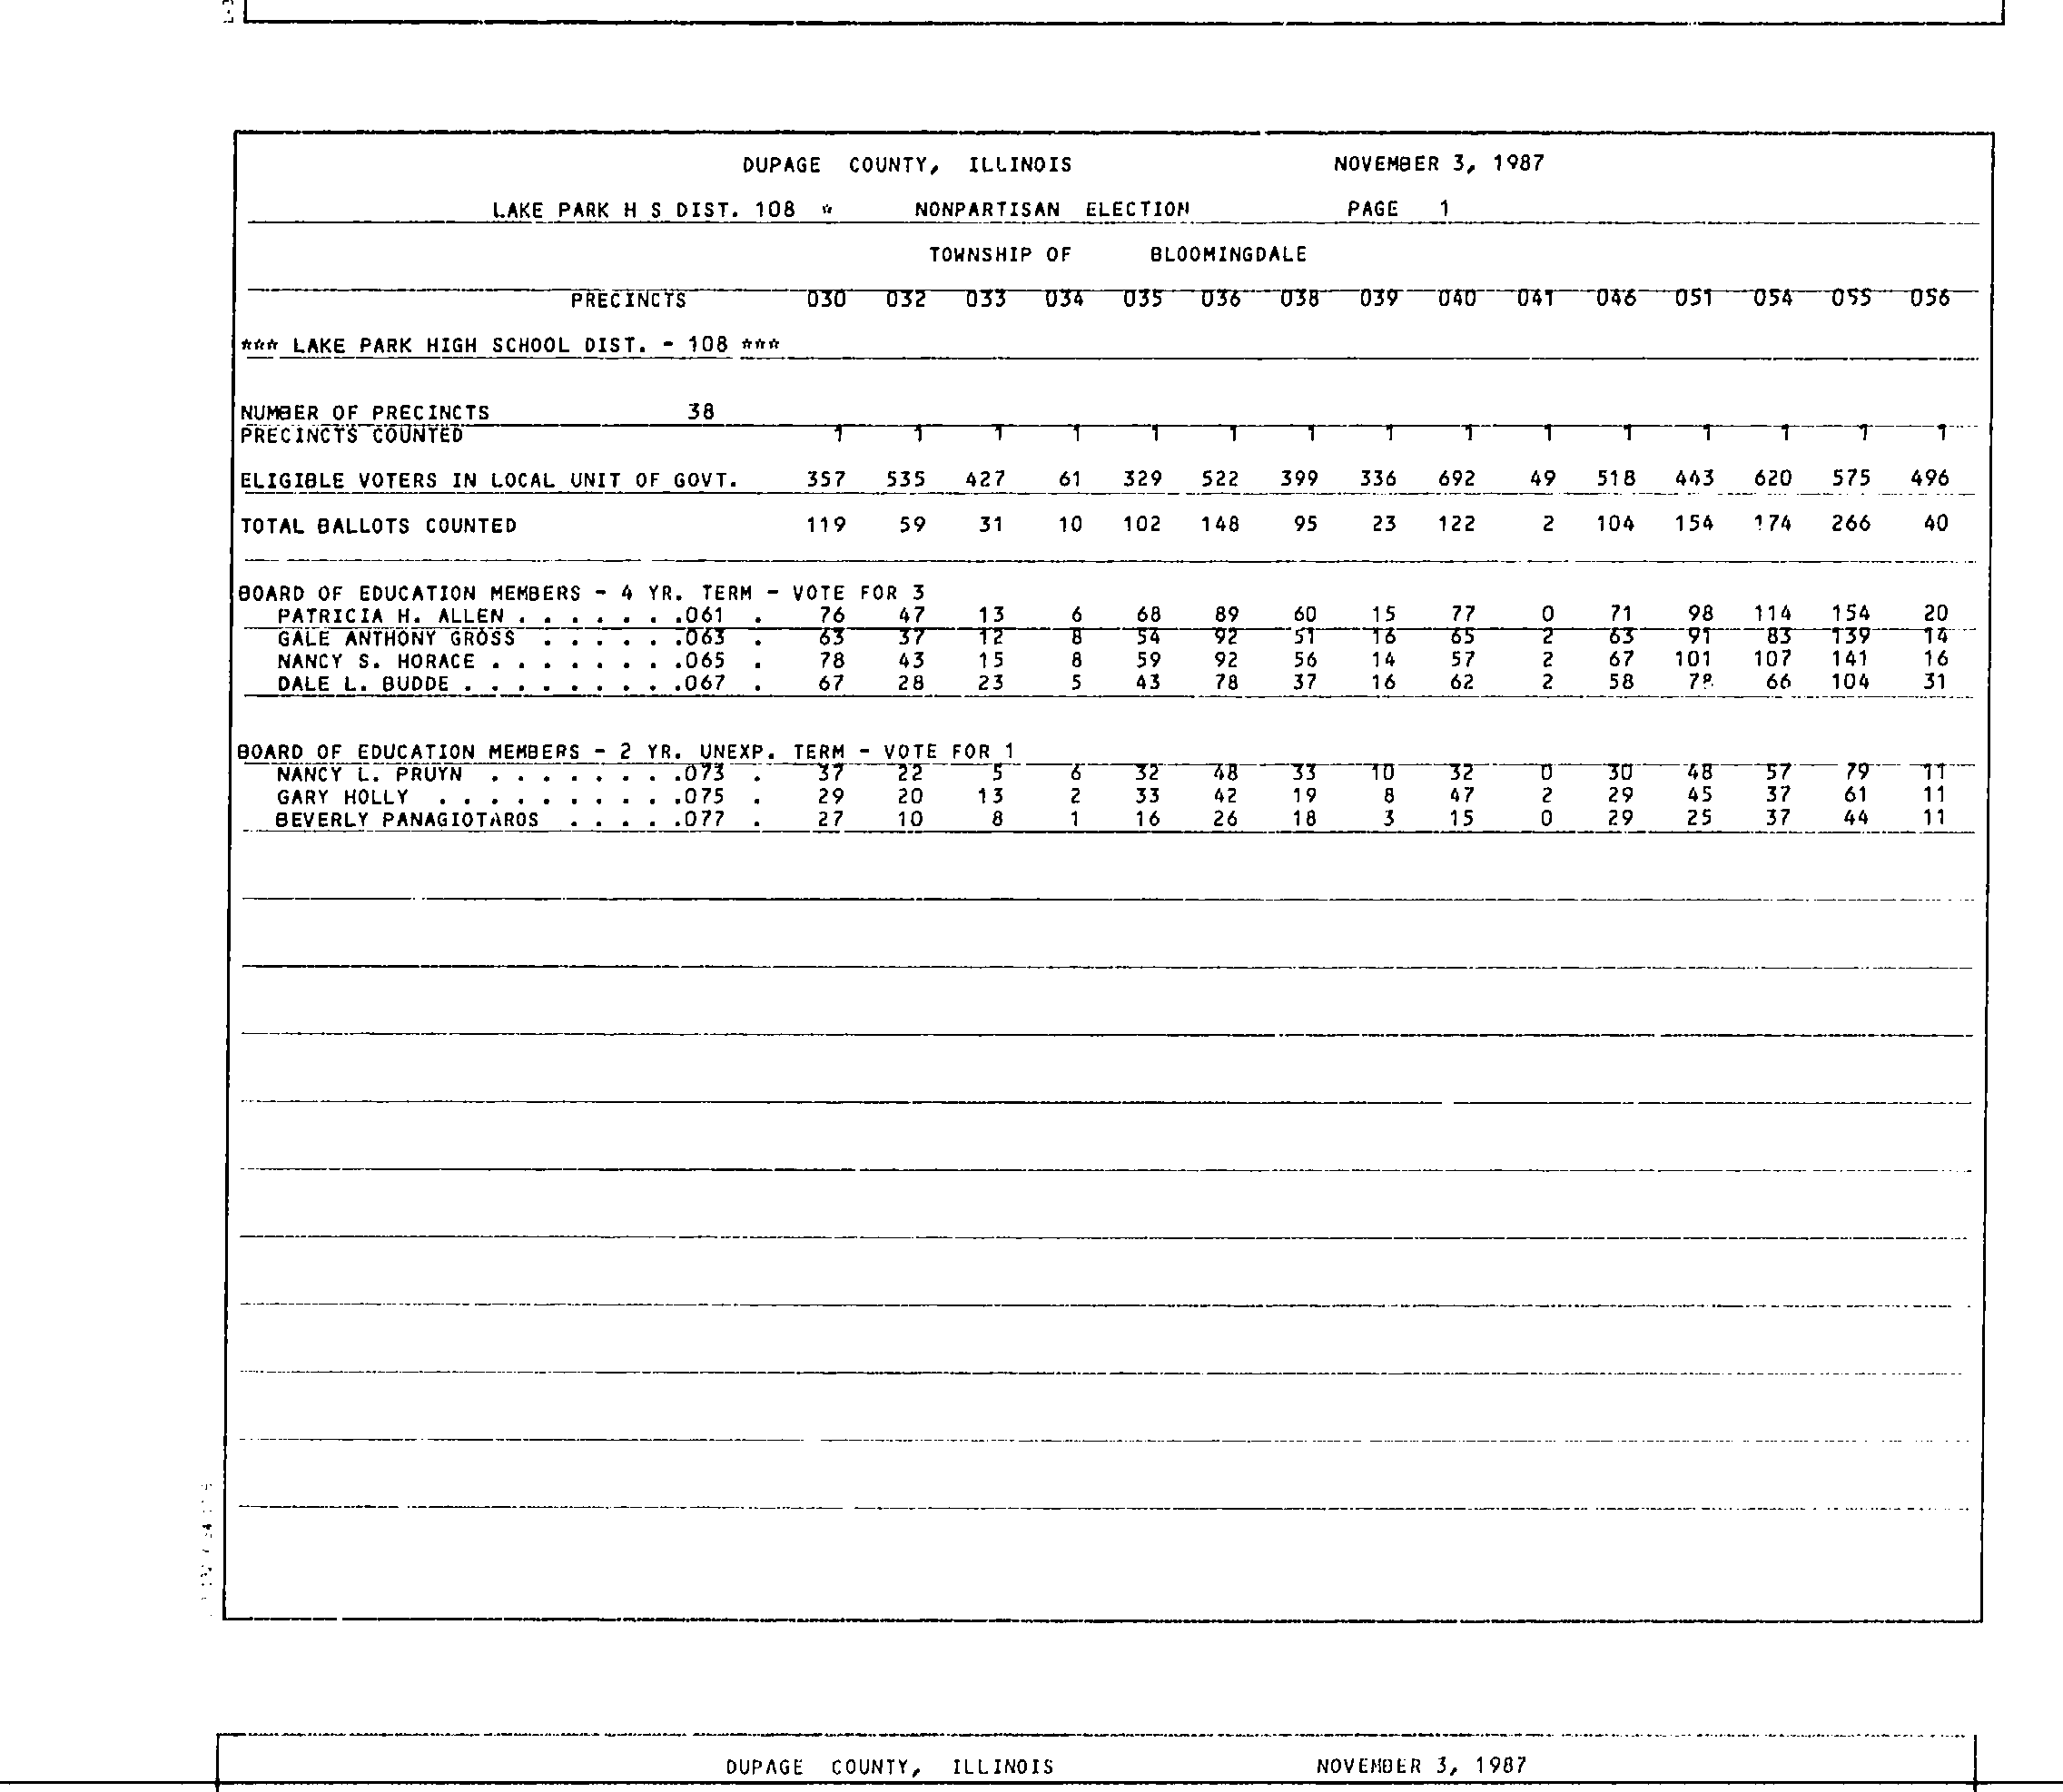 DUPAGE COUNTY, ILLINOIS NOVEMBER 3, 1987
LAKE PARK H S DIST. 108 * NONPARTISAN ELECTION PAGE 1
TOWNSHIP OF BLOOMINGDALE
PRECINCTS 030 032 033 034 035 036 038 039 040 041 046 051 054 055 056
*** LAKE PARK HIGH SCHOOL DIST. - 108 ***
NUMBER OF PRECINCTS 38
PRECINCTS COUNTED 1 1 1 1 1 1 1 1 1 1 1 1 1 1 1
ELIGIBLE VOTERS IN LOCAL UNIT OF GOVT. 357 535 427 61 329 522 399 336 692 49 518 443 620 575 496
TOTAL BALLOTS COUNTED 119 59 31 10 102 148 95 23 122 2 104 154 174 266 40
BOARD OF EDUCATION MEMBERS - 4 YR. TERM - VOTE FOR 3
PATRICIA H. ALLEN . . . . . . .061 . 76 47 13 6 68 89 60 15 77 0 71 98 114 154 20
GALE ANTHONY GROSS . . . . . .063 . 63 37 12 8 54 92 51 16 65 2 63 91 83 139 14
NANCY S. HORACE . . . . . . . .065 . 78 43 15 8 59 92 56 14 57 2 67 101 107 141 16
DALE L. BUDDE . . . . . . . . .067 . 67 28 23 5 43 78 37 16 62 2 58 78 66 104 31
BOARD OF EDUCATION MEMBERS - 2 YR. UNEXP. TERM - VOTE FOR 1
NANCY L. PRUYN . . . . . . . .073 . 37 22 5 6 32 48 33 10 32 0 30 48 57 79 11
GARY HOLLY . . . . . . . . . .075 . 29 20 13 2 33 42 19 8 47 2 29 45 37 61 11
BEVERLY PANAGIOTAROS . . . . .077 . 27 10 8 1 16 26 18 3 15 0 29 25 37 44 11
DUPAGE COUNTY, ILLINOIS NOVEMBER 3, 1987